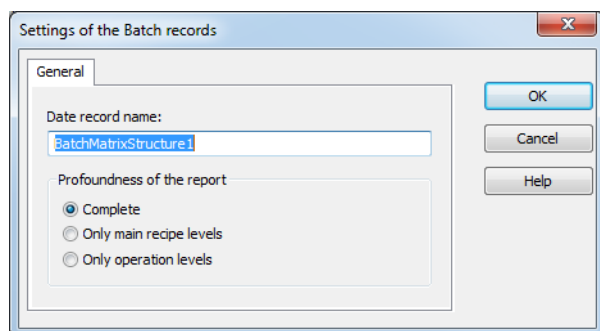 Settings of the Batch records
General
Date record name:
BatchMatrixStructure1
Profoundness of the report
Complete
Only main recipe levels
Only operation levels
OK
Cancel
Help